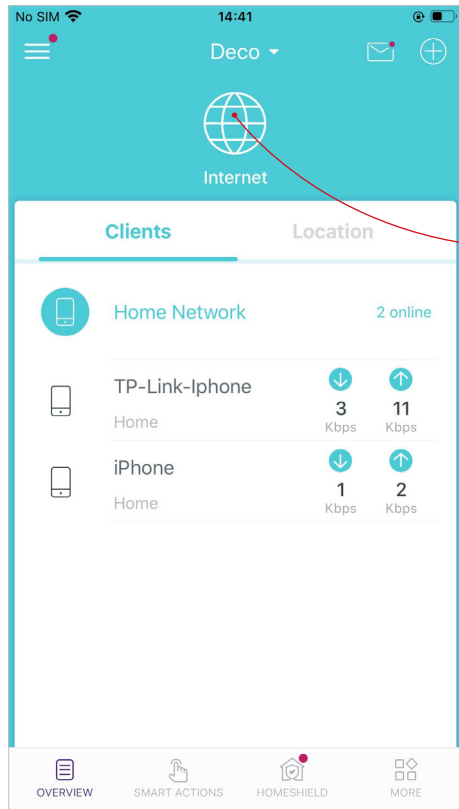 No SIM 14:41
Deco
Internet
Clients Location
Home Network 2 online
TP-Link-Iphone
3 11
Home Kbps Kbps
iPhone
1 2
Home Kbps Kbps
OVERVIEW SMART ACTIONS HOMESHIELD MORE